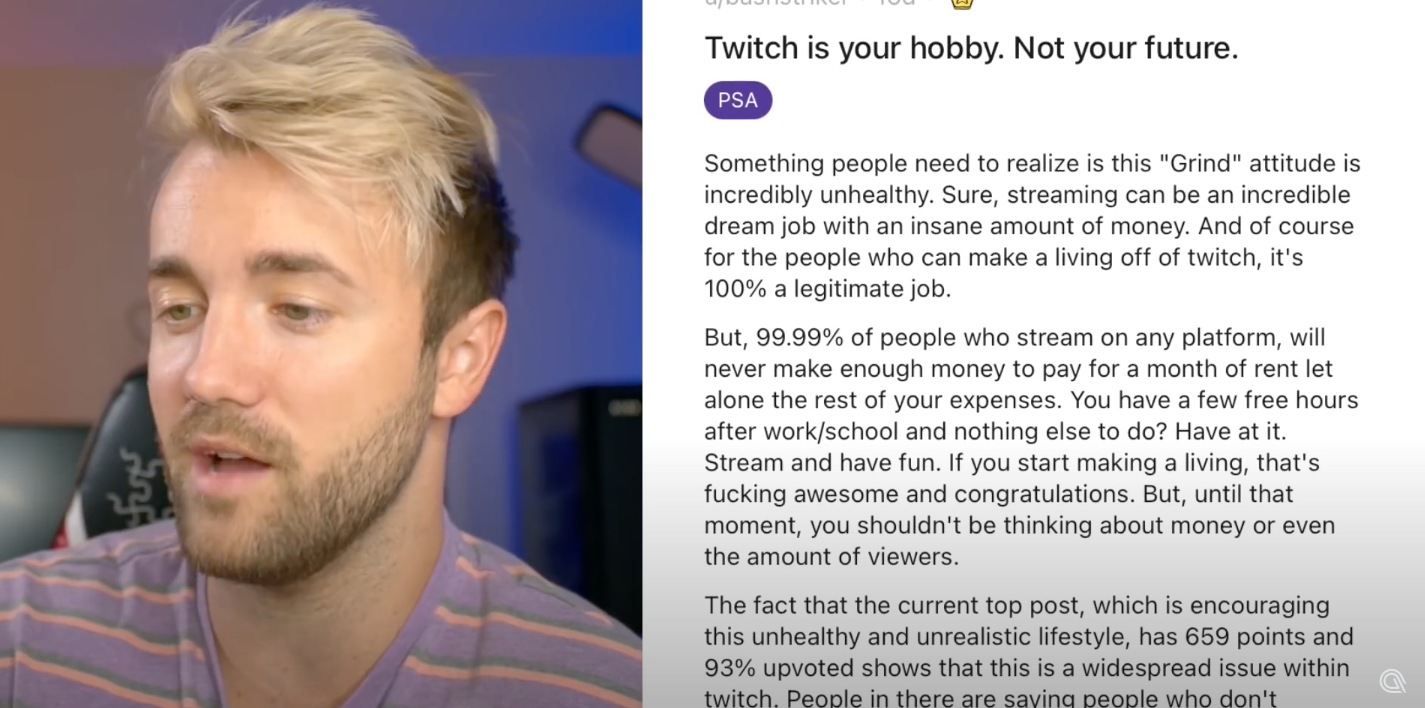 Twitch is your hobby. Not your future.
PSA
Something people need to realize is this "Grind" attitude is
incredibly unhealthy. Sure, streaming can be an incredible
dream job with an insane amount of money. And of course
for the people who can make a living off of twitch, it's
100% a legitimate job.
But, 99.99% of people who stream on any platform, will
never make enough money to pay for a month of rent let
alone the rest of your expenses. You have a few free hours
after work/school and nothing else to do? Have at it.
Stream and have fun. If you start making a living, that's
fucking awesome and congratulations. But, until that
moment, you shouldn't be thinking about money or even
the amount of viewers.
The fact that the current top post, which is encouraging
this unhealthy and unrealistic lifestyle, has 659 points and
93% upvoted shows that this is a widespread issue within
twitch. People in there are saying people who don't